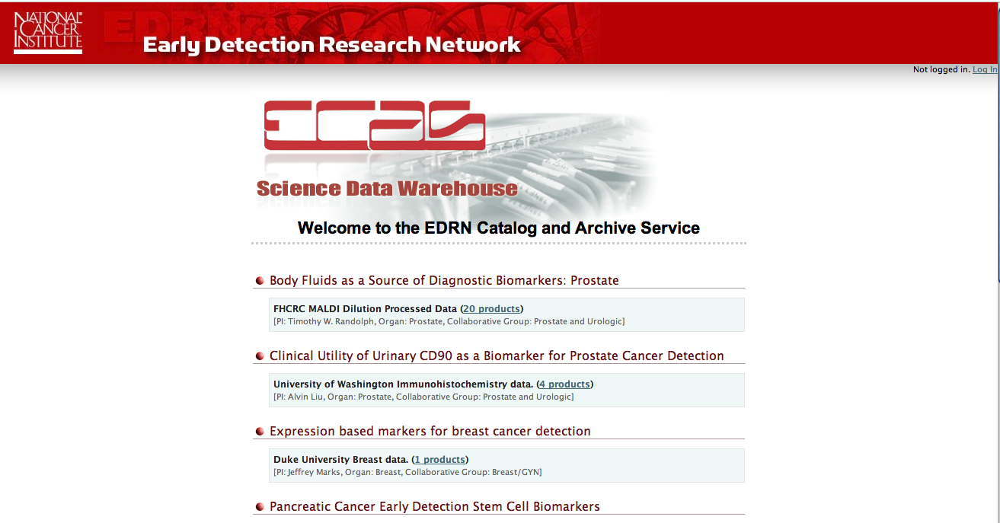 NATIONAL
CANCER
INSTITUTE
EDRN
Early Detection Research Network
Not logged in. Log In
ecas
Science Data Warehouse
Welcome to the EDRN Catalog and Archive Service
Body Fluids as a Source of Diagnostic Biomarkers: Prostate
FHCRC MALDI Dilution Processed Data (20 products)
[PI: Timothy W. Randolph, Organ: Prostate, Collaborative Group: Prostate and Urologic]
Clinical Utility of Urinary CD90 as a Biomarker for Prostate Cancer Detection
University of Washington Immunohistochemistry data. (4 products)
[PI: Alvin Liu, Organ: Prostate, Collaborative Group: Prostate and Urologic]
Expression based markers for breast cancer detection
Duke University Breast data. (1 products)
[PI: Jeffrey Marks, Organ: Breast, Collaborative Group: Breast/GYN]
Pancreatic Cancer Early Detection Stem Cell Biomarkers